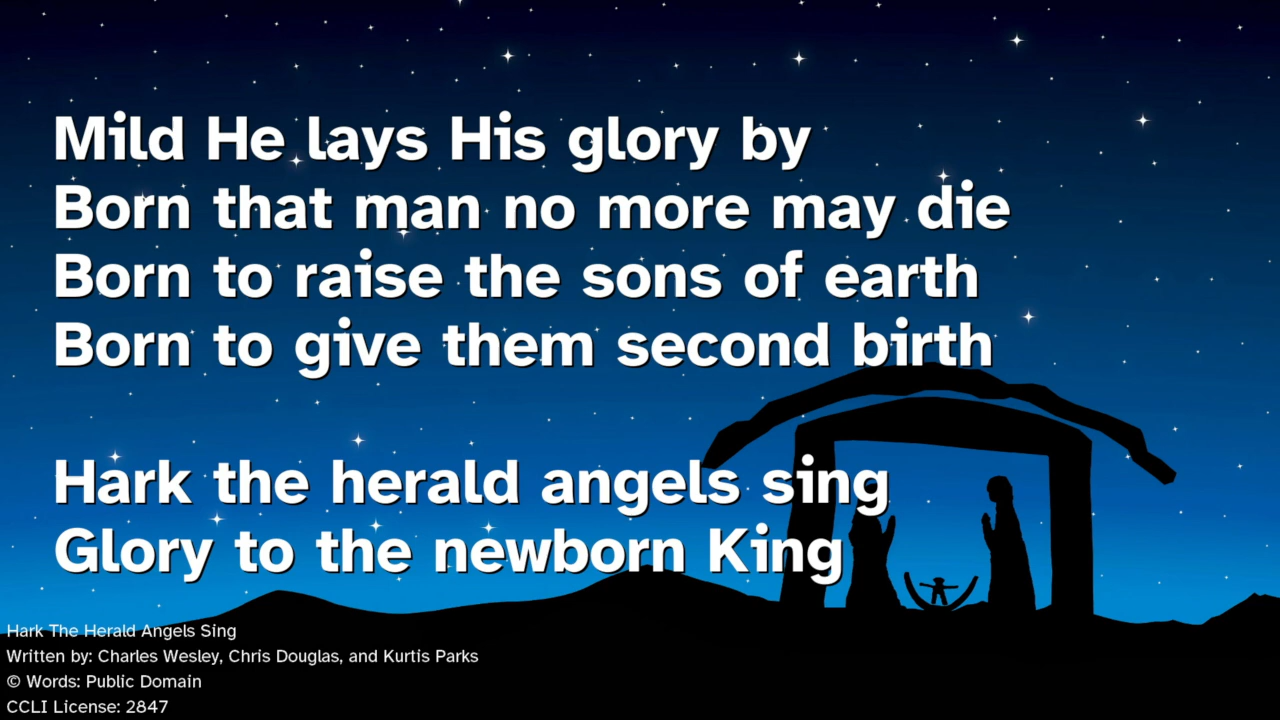 Mild He lays His glory by
Born that man no more may die
Born to raise the sons of earth
Born to give them second birth
Hark the herald angels sing
Glory to the newborn King
Hark The Herald Angels Sing
Written by: Charles Wesley, Chris Douglas, and Kurtis Parks
© Words: Public Domain
CCLI License: 2847